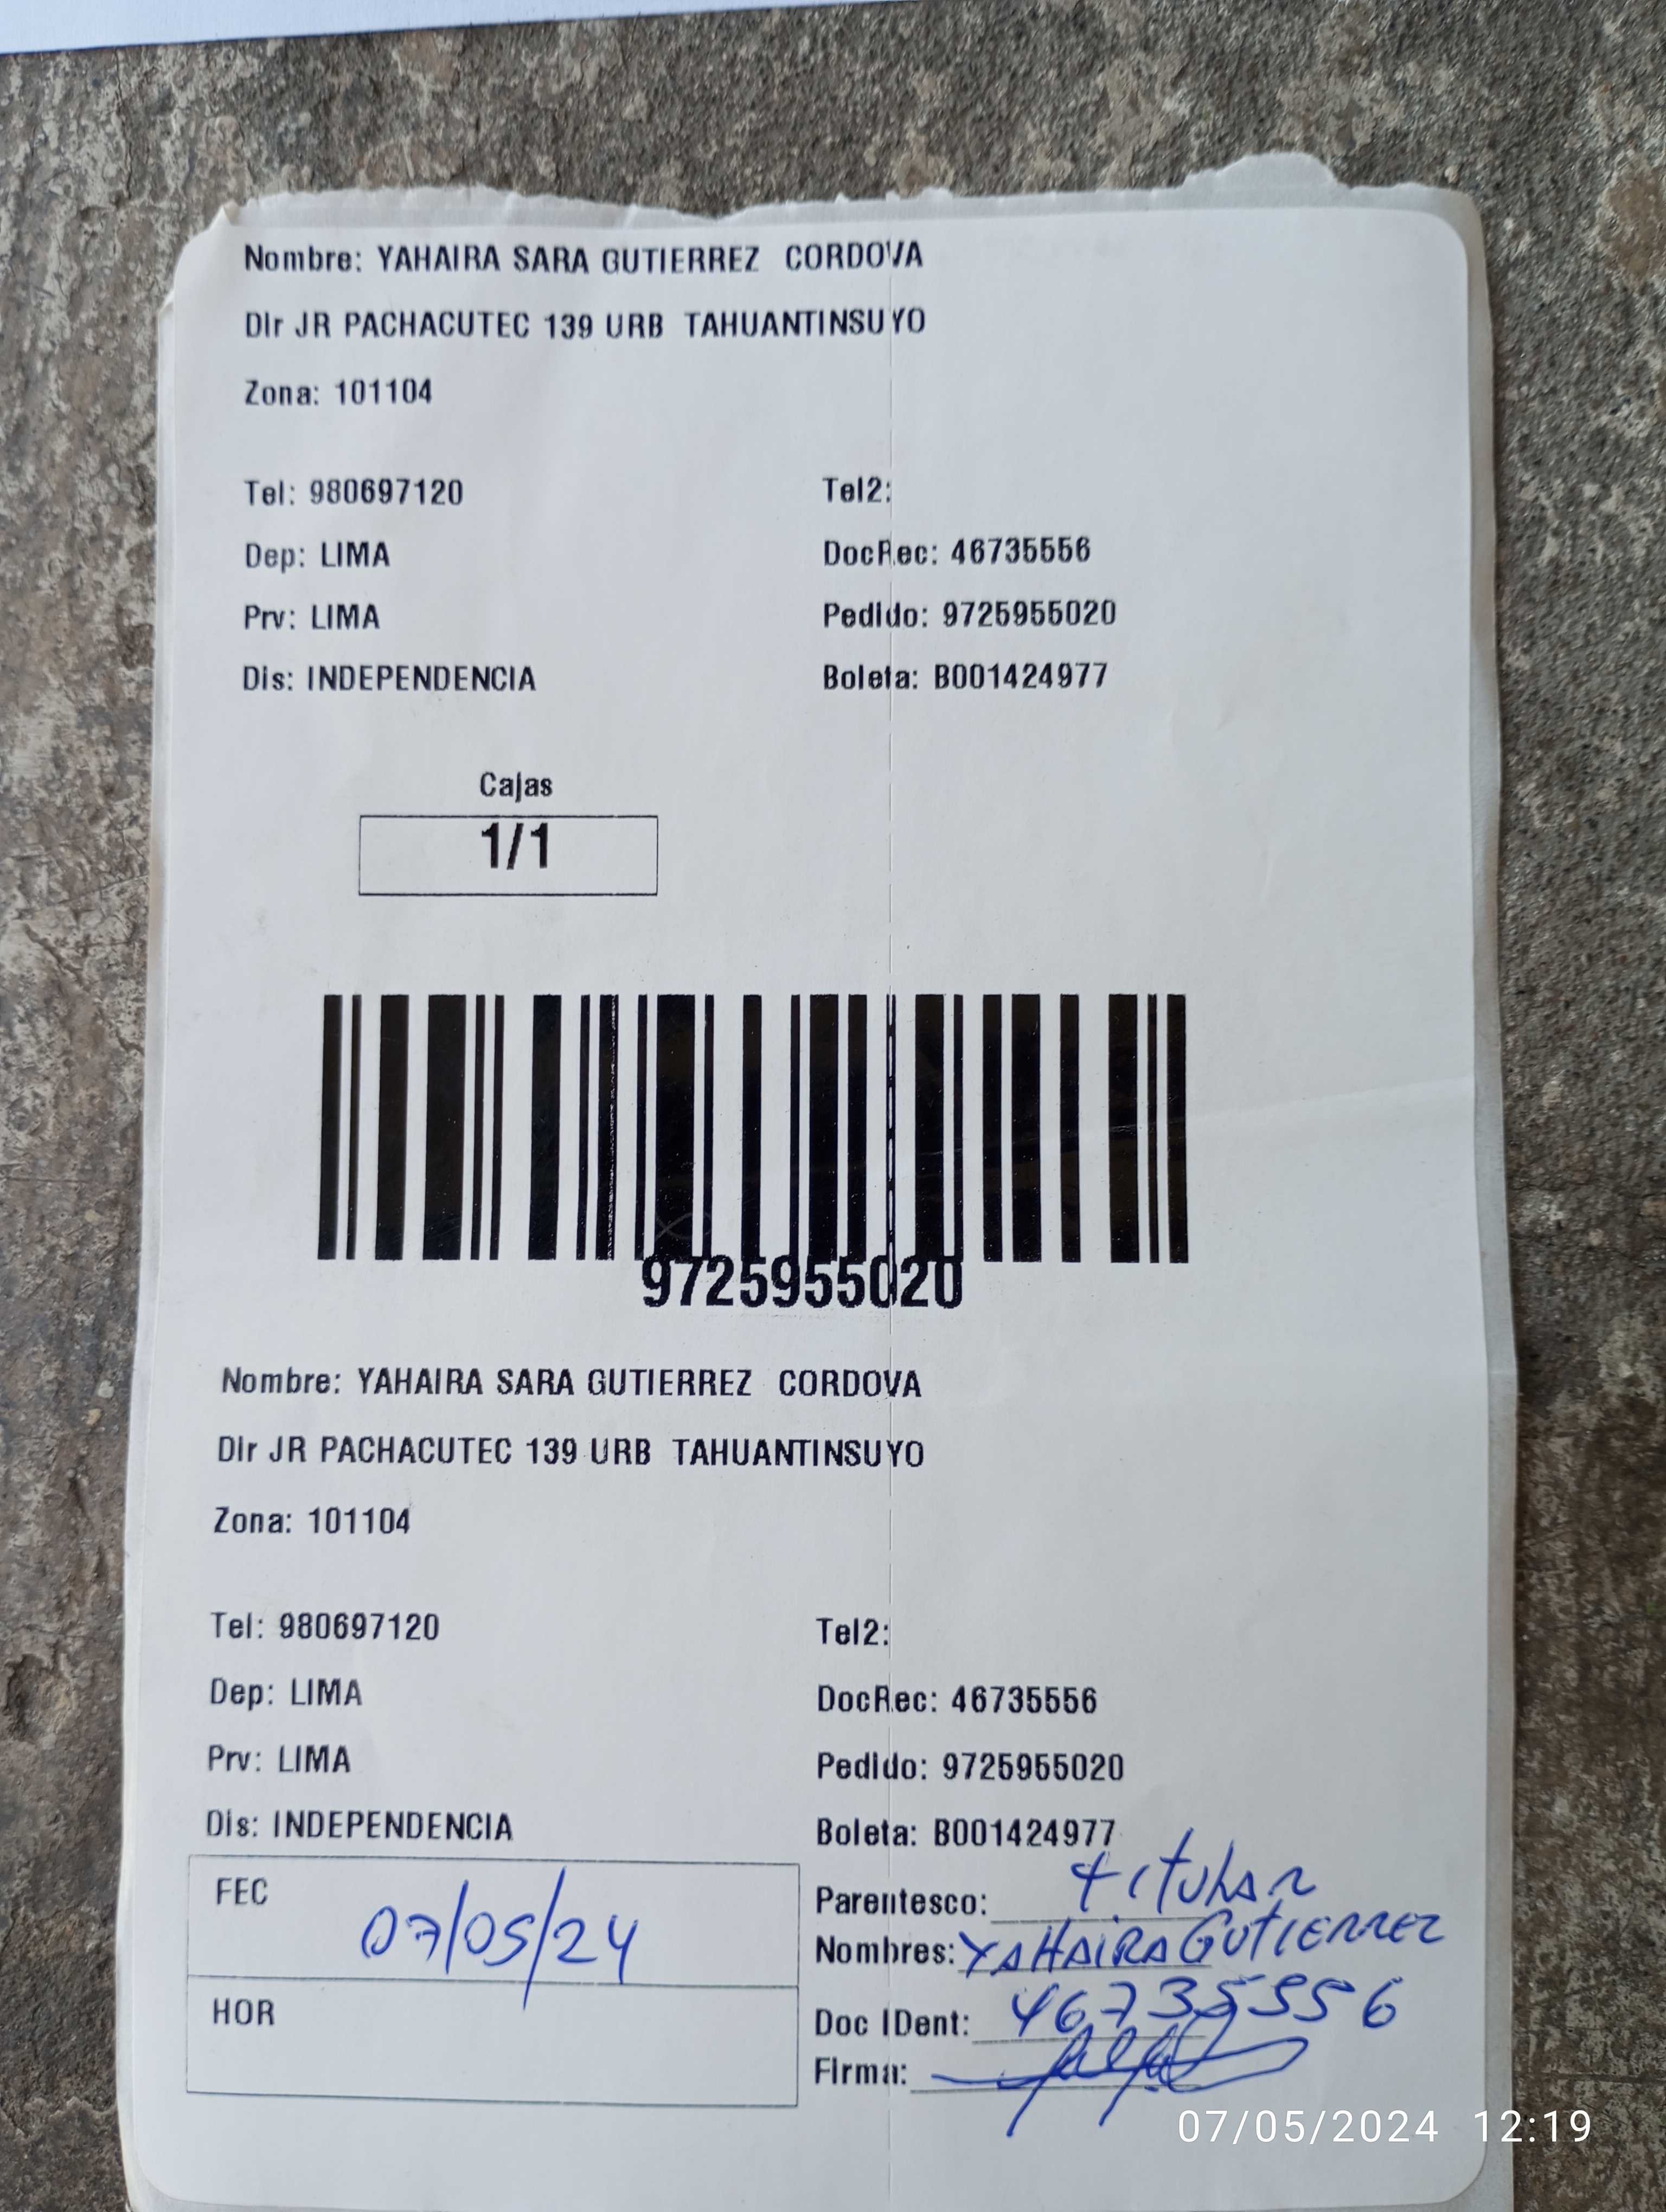 Nombre: YAHAIRA SARA GUTIERREZ CORDOVA
Dir JR PACHACUTEC 139 URB TAHUANTINSUYO
Zona: 101104
Tel: 980697120 Tel2:
Dep: LIMA DocRec: 46735556
Prv: LIMA Pedido: 9725955020
Dis: INDEPENDENCIA Boleta: B001424977
Cajas
1/1
9725955020
Nombre: YAHAIRA SARA GUTIERREZ CORDOVA
Dir JR PACHACUTEC 139 URB TAHUANTINSUYO
Zona: 101104
Tel: 980697120 Tel2:
Dep: LIMA DocRec: 46735556
Prv: LIMA Pedido: 9725955020
Dis: INDEPENDENCIA Boleta: B001424977
FEC 07/05/24 Parentesco: titular
Nombres: YAHAIRA GUTIERREZ
HOR Doc IDent: 46735556
Firma:
07/05/2024 12:19